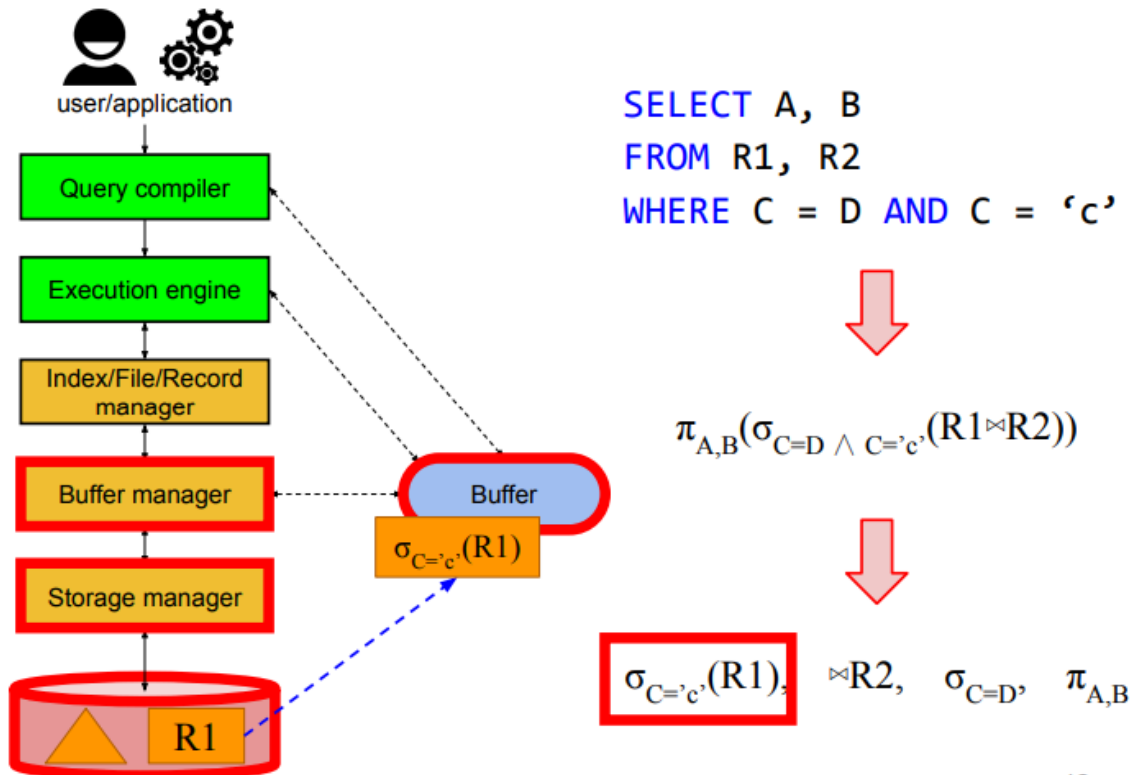 user/application
Query compiler
Execution engine
Index/File/Record
manager
Buffer manager
Storage manager
R1
Buffer
σC='c'(R1)
SELECT A, B
FROM R1, R2
WHERE C = D AND C = ‘c’
πA,B(σC=D ∧ C='c'(R1⋈R2))
σC='c'(R1), ⋈R2, σC=D, πA,B